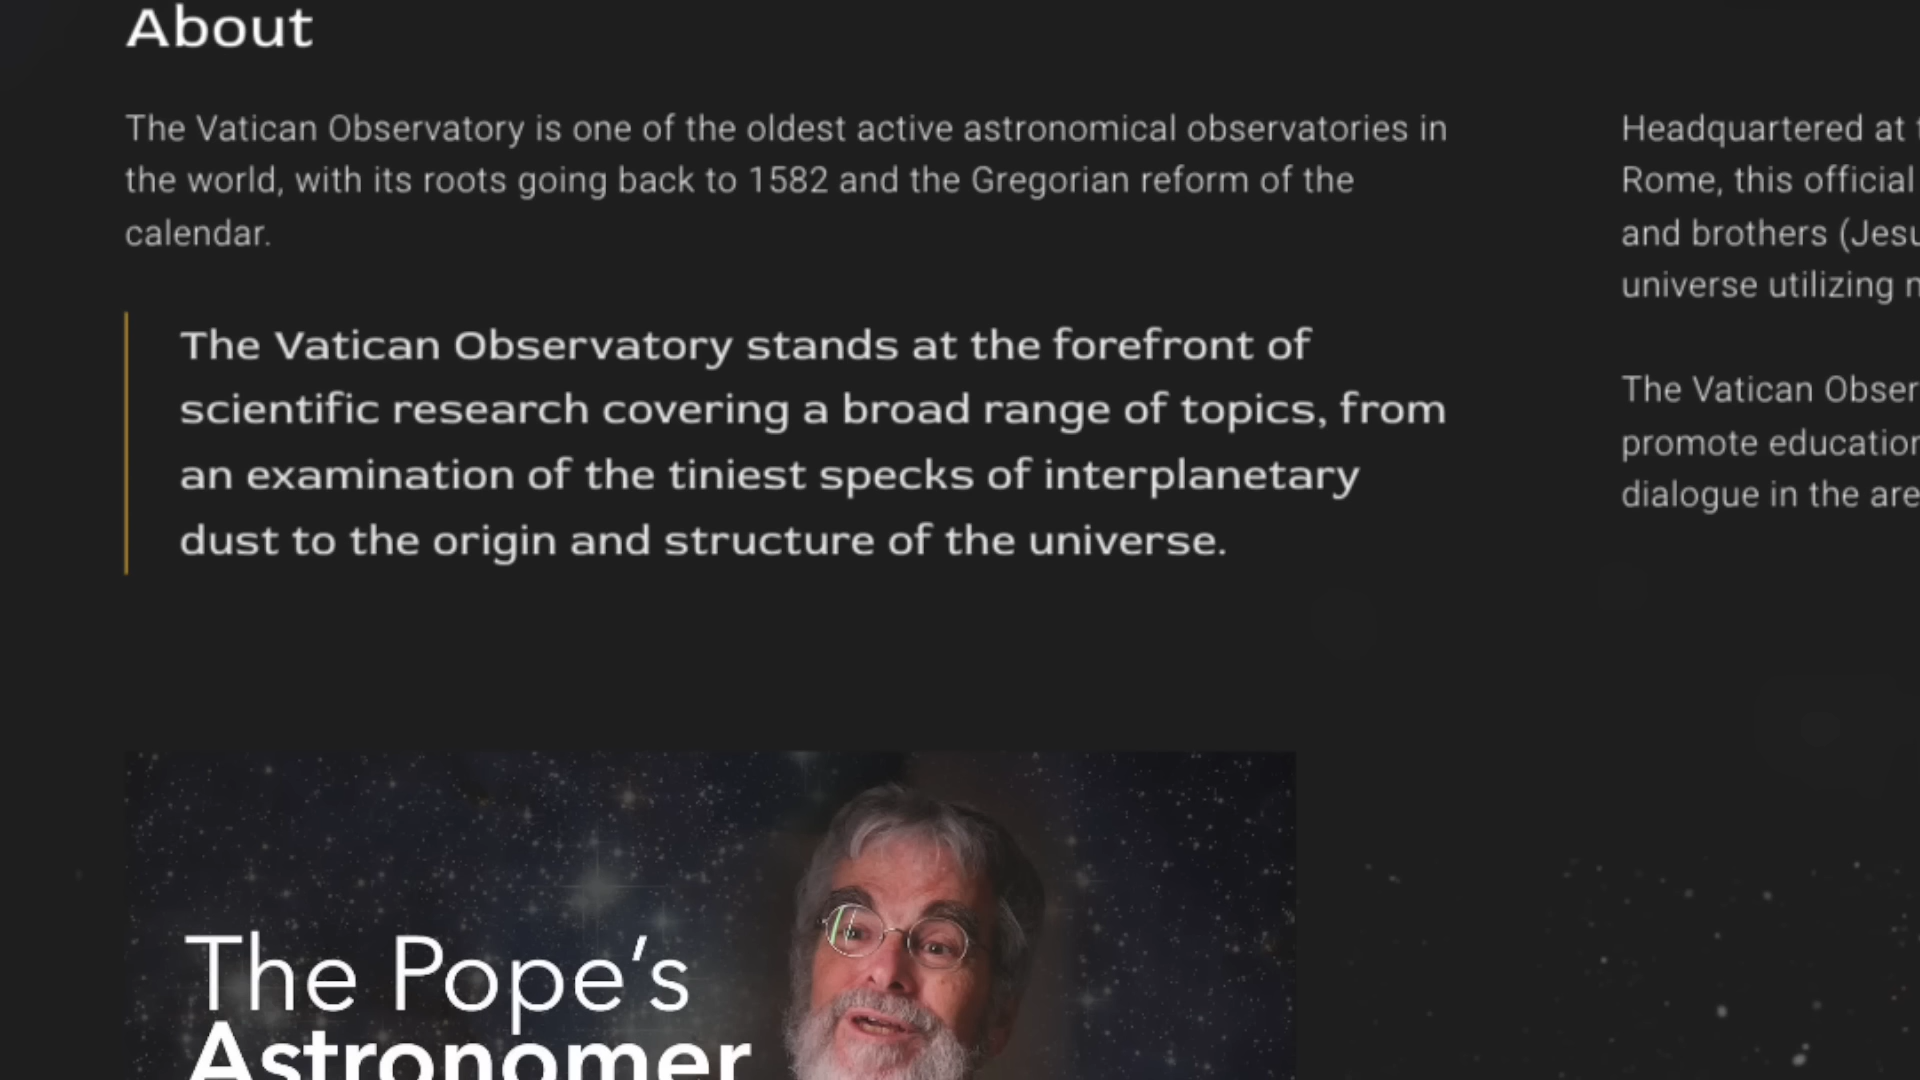 About
The Vatican Observatory is one of the oldest active astronomical observatories in
the world, with its roots going back to 1582 and the Gregorian reform of the
calendar.
The Vatican Observatory stands at the forefront of
scientific research covering a broad range of topics, from
an examination of the tiniest specks of interplanetary
dust to the origin and structure of the universe.
Headquartered at
Rome, this official
and brothers
universe utilizing
The Vatican
promote
dialogue in the
The Pope's
Astronomer